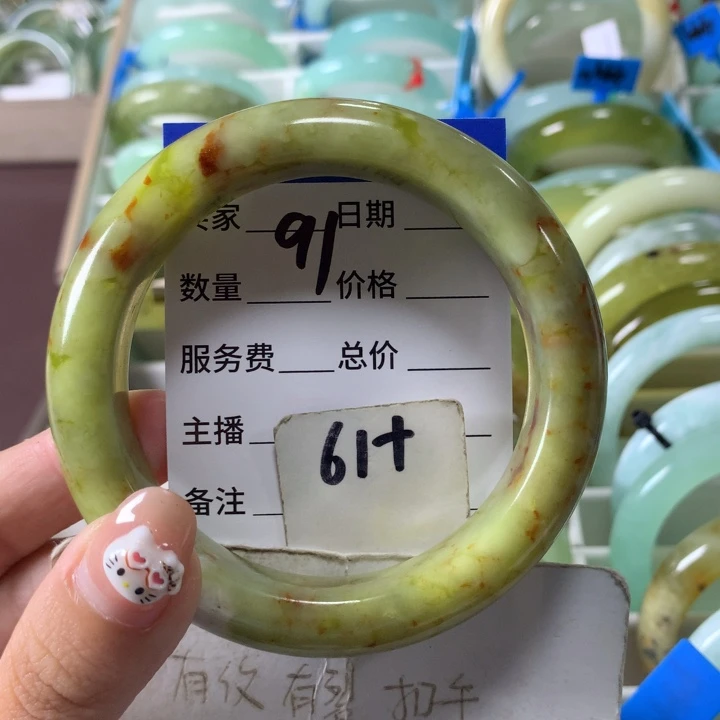 家 91 日期
数量 价格
服务费 总价
主播
61+
备注
有纹 有裂 扣手